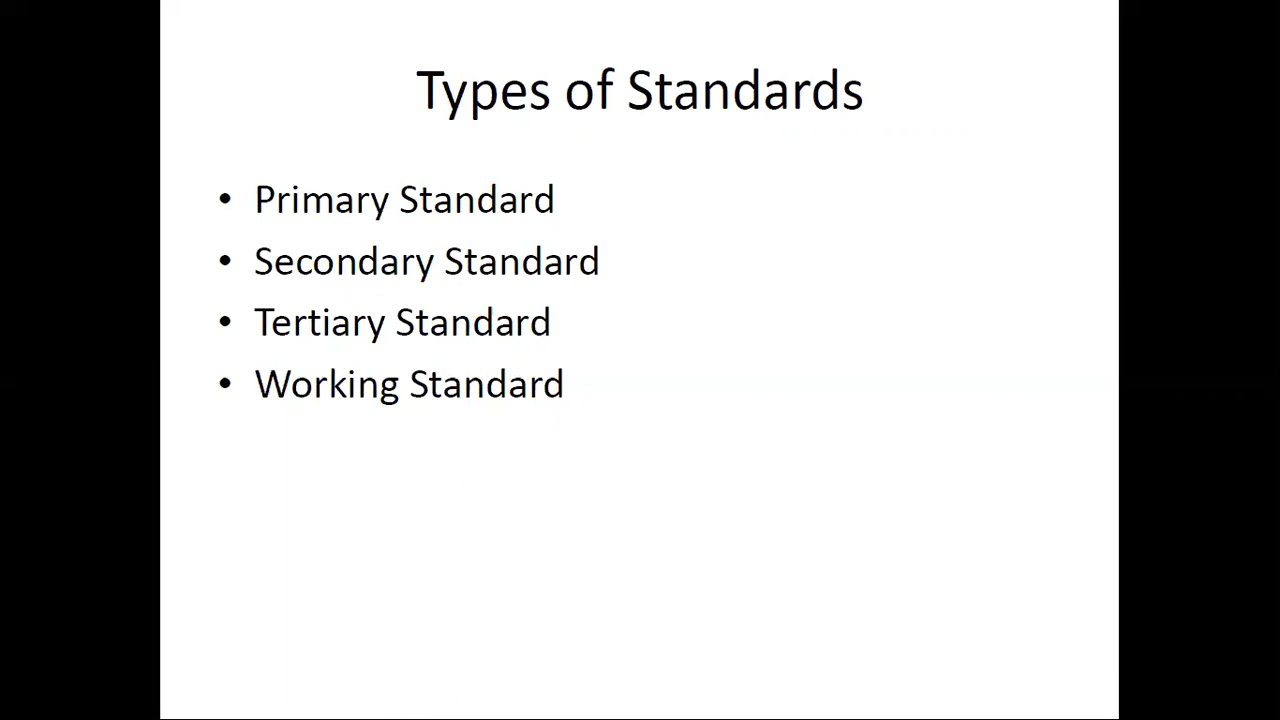 Types of Standards
• Primary Standard
• Secondary Standard
• Tertiary Standard
• Working Standard